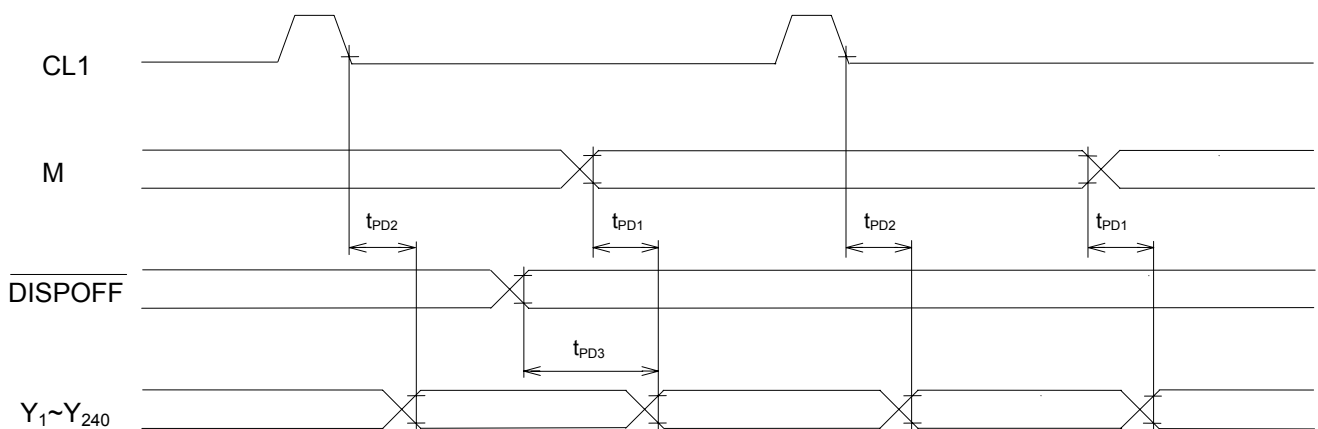 CL1
M
tPD2
tPD1
tPD2
tPD1
DISPOFF
tPD3
Y1~Y240